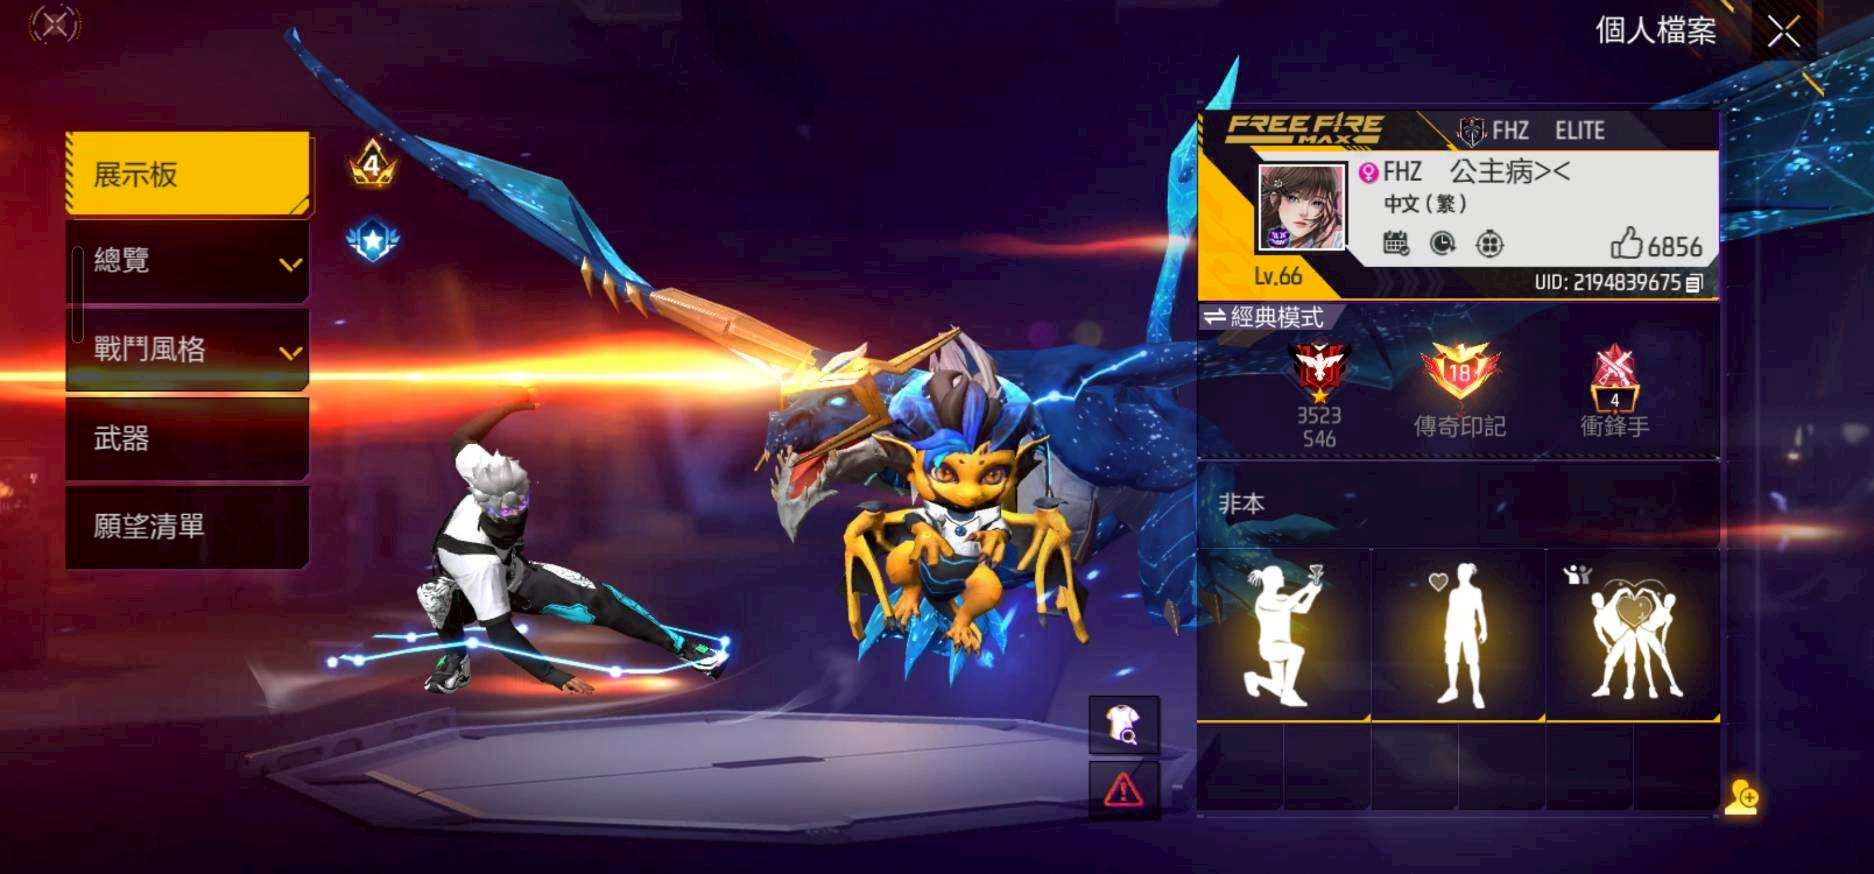 個人檔案
展示板
總覽
戰鬥風格
武器
願望清單
4
FREE FIRE
MAX
FHZ ELITE
FHZ 公主病><
中文(繁)
6856
Lv.66
UID: 2194839675
⇌經典模式
18
4
3523
546
傳奇印記
衝鋒手
非本